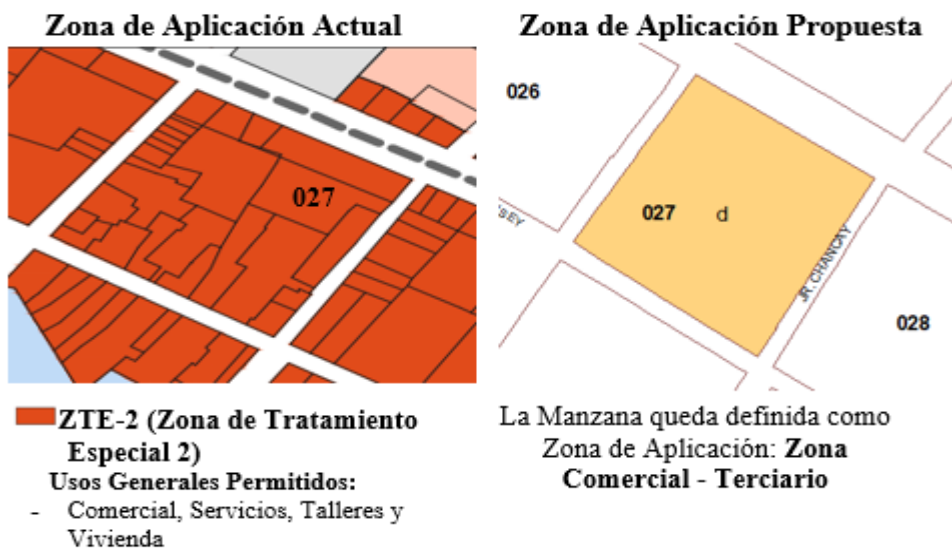 Zona de Aplicación Actual
027
ZTE-2 (Zona de Tratamiento
Especial 2)
Usos Generales Permitidos:
- Comercial, Servicios, Talleres y
Vivienda
Zona de Aplicación Propuesta
026
027 d
JR. CHANCAY
028
La Manzana queda definida como
Zona de Aplicación: Zona
Comercial - Terciario